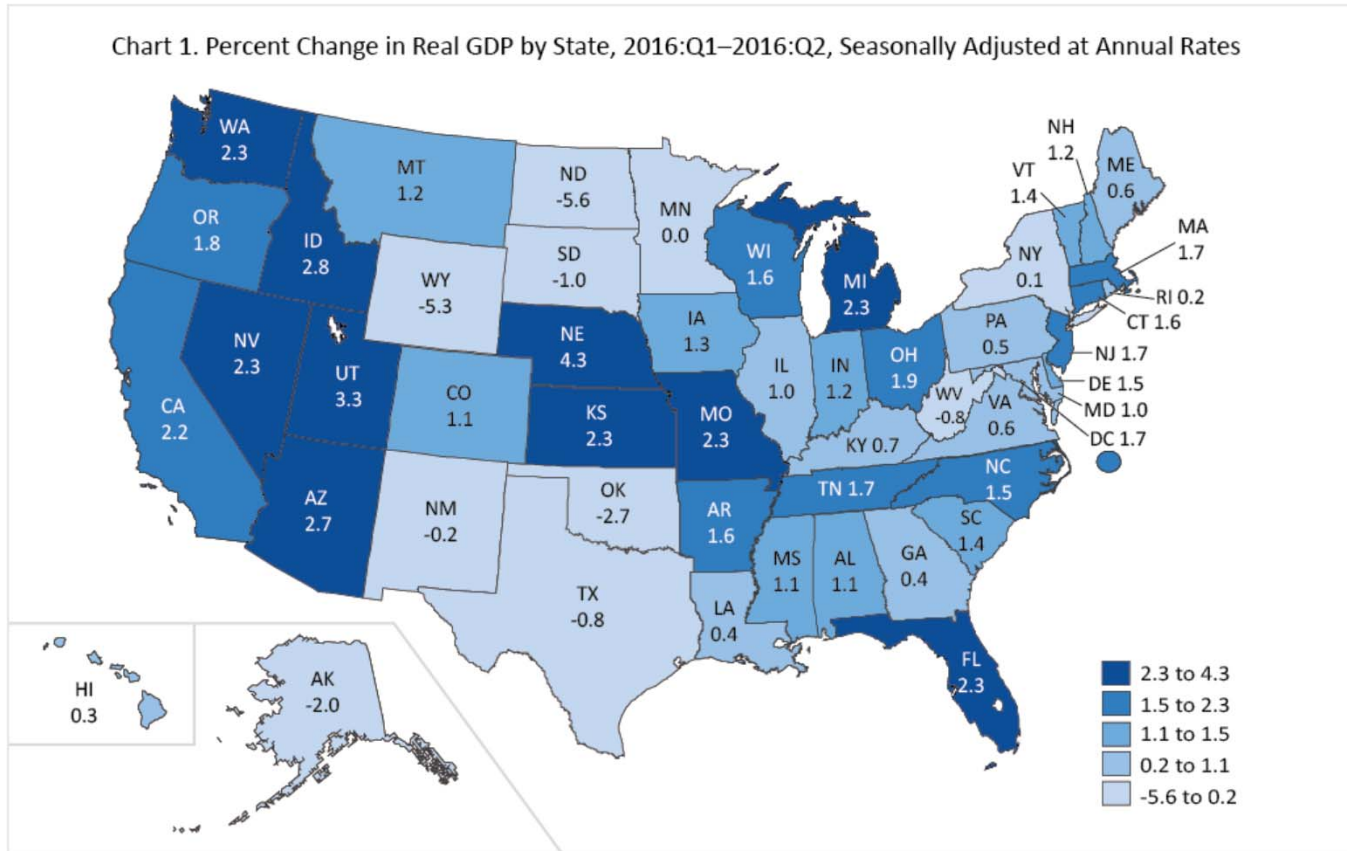 Chart 1. Percent Change in Real GDP by State, 2016:Q1–2016:Q2, Seasonally Adjusted at Annual Rates
WA
2.3
OR
1.8
CA
2.2
ID
2.8
NV
2.3
UT
3.3
AZ
2.7
MT
1.2
WY
-5.3
CO
1.1
NM
-0.2
ND
-5.6
SD
-1.0
NE
4.3
KS
2.3
OK
-2.7
TX
-0.8
MN
0.0
IA
1.3
MO
2.3
AR
1.6
LA
0.4
WI
1.6
IL
1.0
MI
2.3
IN
1.2
OH
1.9
KY 0.7
TN 1.7
MS
1.1
AL
1.1
GA
0.4
FL
2.3
SC
1.4
NC
1.5
VA
0.6
WV
-0.8
PA
0.5
NY
0.1
VT
1.4
NH
1.2
ME
0.6
MA
1.7
RI 0.2
CT 1.6
NJ 1.7
DE 1.5
MD 1.0
DC 1.7
HI
0.3
AK
-2.0
2.3 to 4.3
1.5 to 2.3
1.1 to 1.5
0.2 to 1.1
-5.6 to 0.2